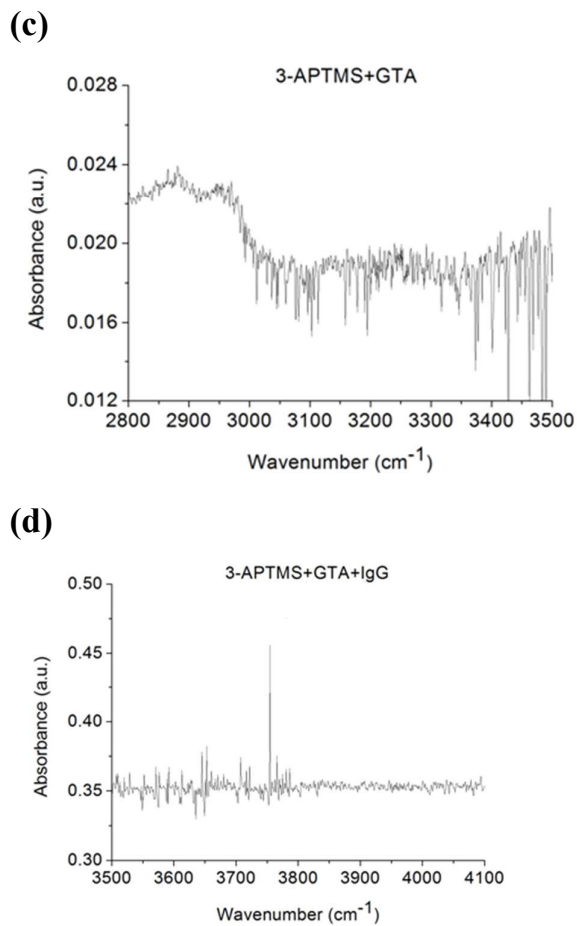 (c)
3-APTMS+GTA
0.028
0.024
0.020
0.016
0.012
Absorbance (a.u.)
2800 2900 3000 3100 3200 3300 3400 3500
Wavenumber (cm⁻¹)
(d)
3-APTMS+GTA+IgG
0.50
0.45
0.40
0.35
0.30
Absorbance (a.u.)
3500 3600 3700 3800 3900 4000 4100
Wavenumber (cm⁻¹)